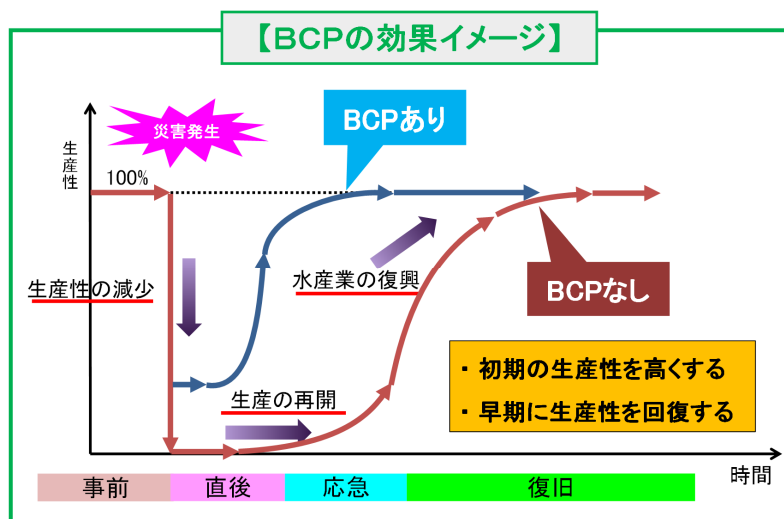 【BCPの効果イメージ】
災害発生
BCPあり
生産性
100%
生産性の減少
水産業の復興
BCPなし
・ 初期の生産性を高くする
・ 早期に生産性を回復する
生産の再開
時間
事前
直後
応急
復旧